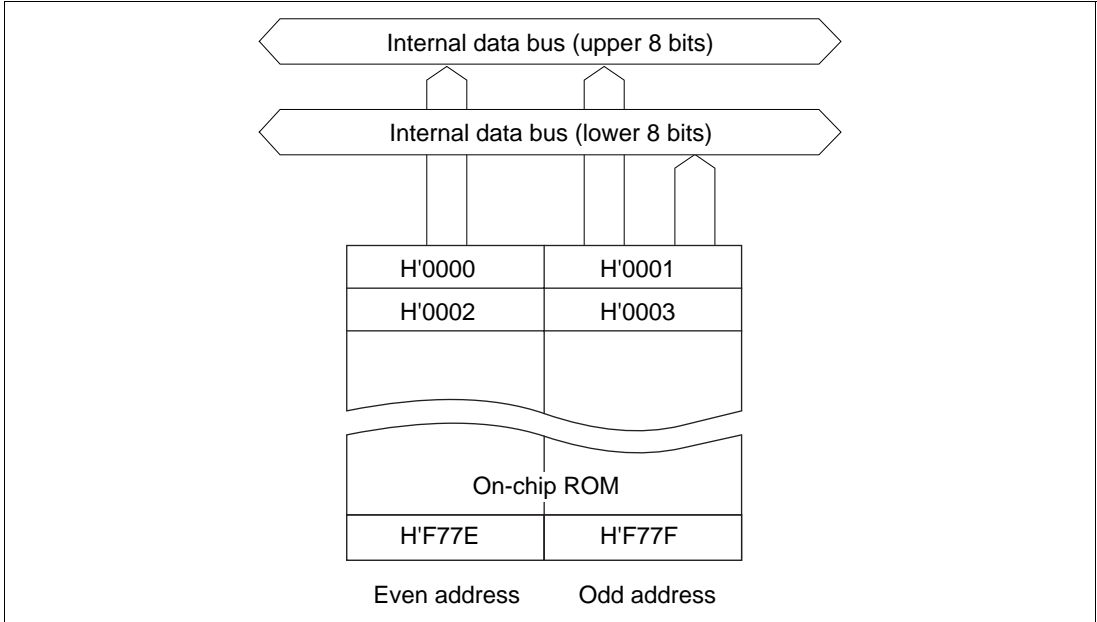 Internal data bus (upper 8 bits)
Internal data bus (lower 8 bits)
H'0000 H'0001
H'0002 H'0003
On-chip ROM
H'F77E H'F77F
Even address Odd address